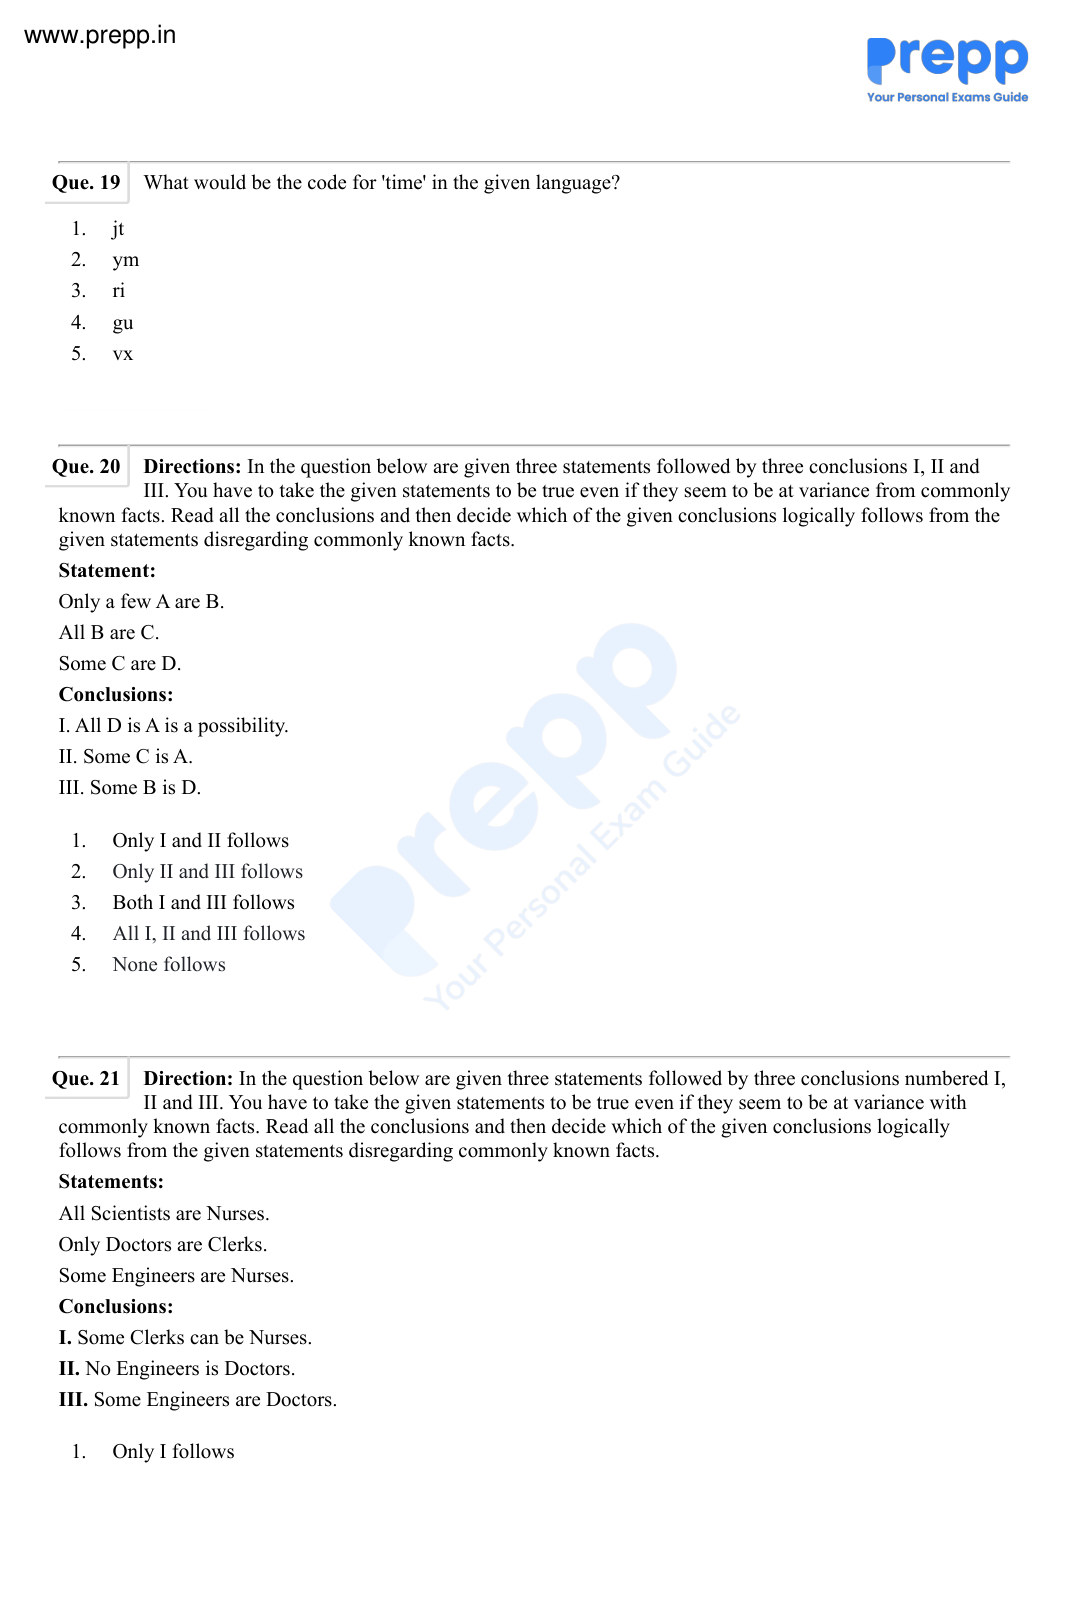 www.prepp.in
prepp
Your Personal Exams Guide
Que. 19 What would be the code for 'time' in the given language?
1. jt
2. ym
3. ri
4. gu
5. vx
Que. 20 Directions: In the question below are given three statements followed by three conclusions I, II and
III. You have to take the given statements to be true even if they seem to be at variance from commonly
known facts. Read all the conclusions and then decide which of the given conclusions logically follows from the
given statements disregarding commonly known facts.
Statement:
Only a few A are B.
All B are C.
Some C are D.
Conclusions:
I. All D is A is a possibility.
II. Some C is A.
III. Some B is D.
1. Only I and II follows
2. Only II and III follows
3. Both I and III follows
4. All I, II and III follows
5. None follows
prepp
Your Personal Exam Guide
Que. 21 Direction: In the question below are given three statements followed by three conclusions numbered I,
II and III. You have to take the given statements to be true even if they seem to be at variance with
commonly known facts. Read all the conclusions and then decide which of the given conclusions logically
follows from the given statements disregarding commonly known facts.
Statements:
All Scientists are Nurses.
Only Doctors are Clerks.
Some Engineers are Nurses.
Conclusions:
I. Some Clerks can be Nurses.
II. No Engineers is Doctors.
III. Some Engineers are Doctors.
1. Only I follows